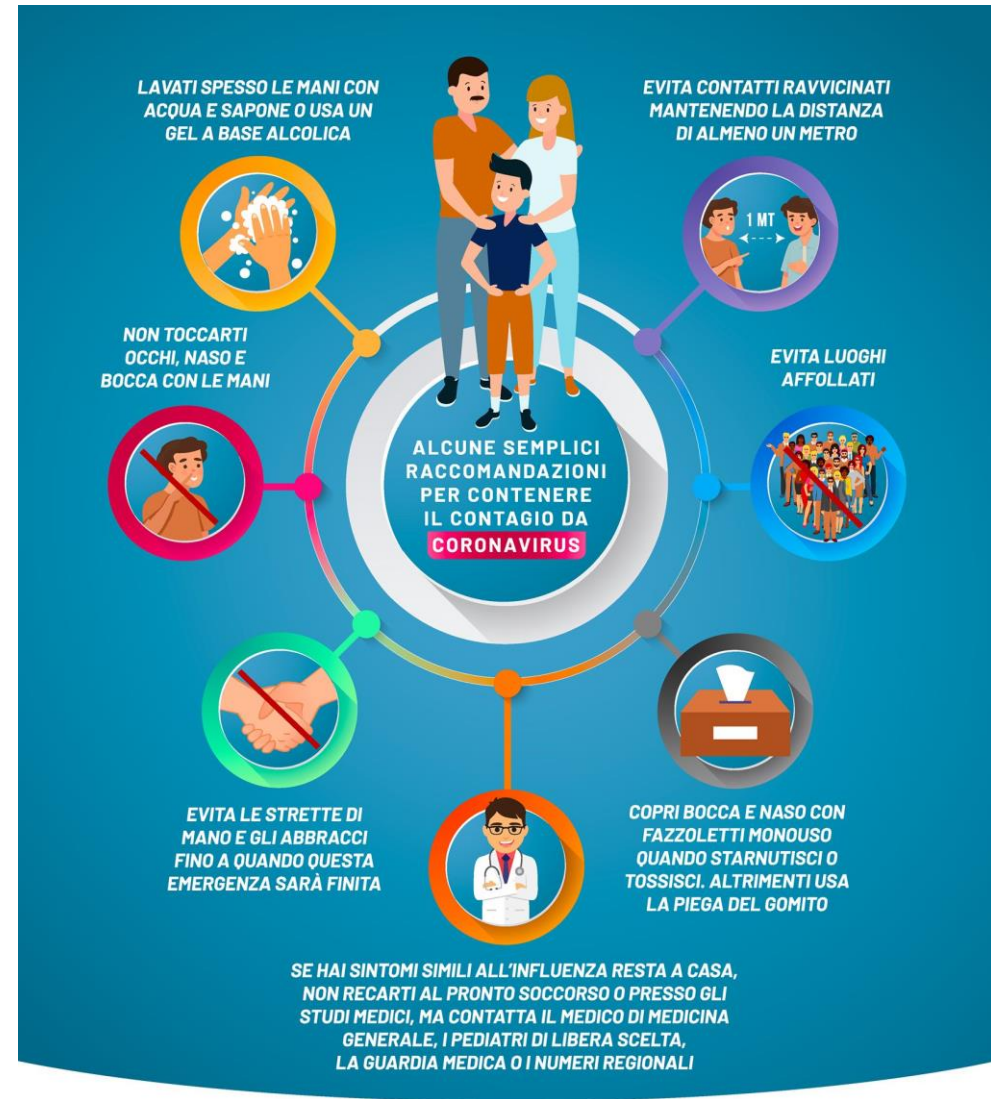 LAVATI SPESSO LE MANI CON
ACQUA E SAPONE O USA UN
GEL A BASE ALCOLICA
EVITA CONTATTI RAVVICINATI
MANTENENDO LA DISTANZA
DI ALMENO UN METRO
1 MT
NON TOCCARTI
OCCHI, NASO E
BOCCA CON LE MANI
EVITA LUOGHI
AFFOLLATI
ALCUNE SEMPLICI
RACCOMANDAZIONI
PER CONTENERE
IL CONTAGIO DA
CORONAVIRUS
EVITA LE STRETTE DI
MANO E GLI ABBRACCI
FINO A QUANDO QUESTA
EMERGENZA SARÀ FINITA
COPRI BOCCA E NASO CON
FAZZOLETTI MONOUSO
QUANDO STARNUTISCI O
TOSSISCI. ALTRIMENTI USA
LA PIEGA DEL GOMITO
SE HAI SINTOMI SIMILI ALL'INFLUENZA RESTA A CASA,
NON RECARTI AL PRONTO SOCCORSO O PRESSO GLI
STUDI MEDICI, MA CONTATTA IL MEDICO DI MEDICINA
GENERALE, I PEDIATRI DI LIBERA SCELTA,
LA GUARDIA MEDICA O I NUMERI REGIONALI